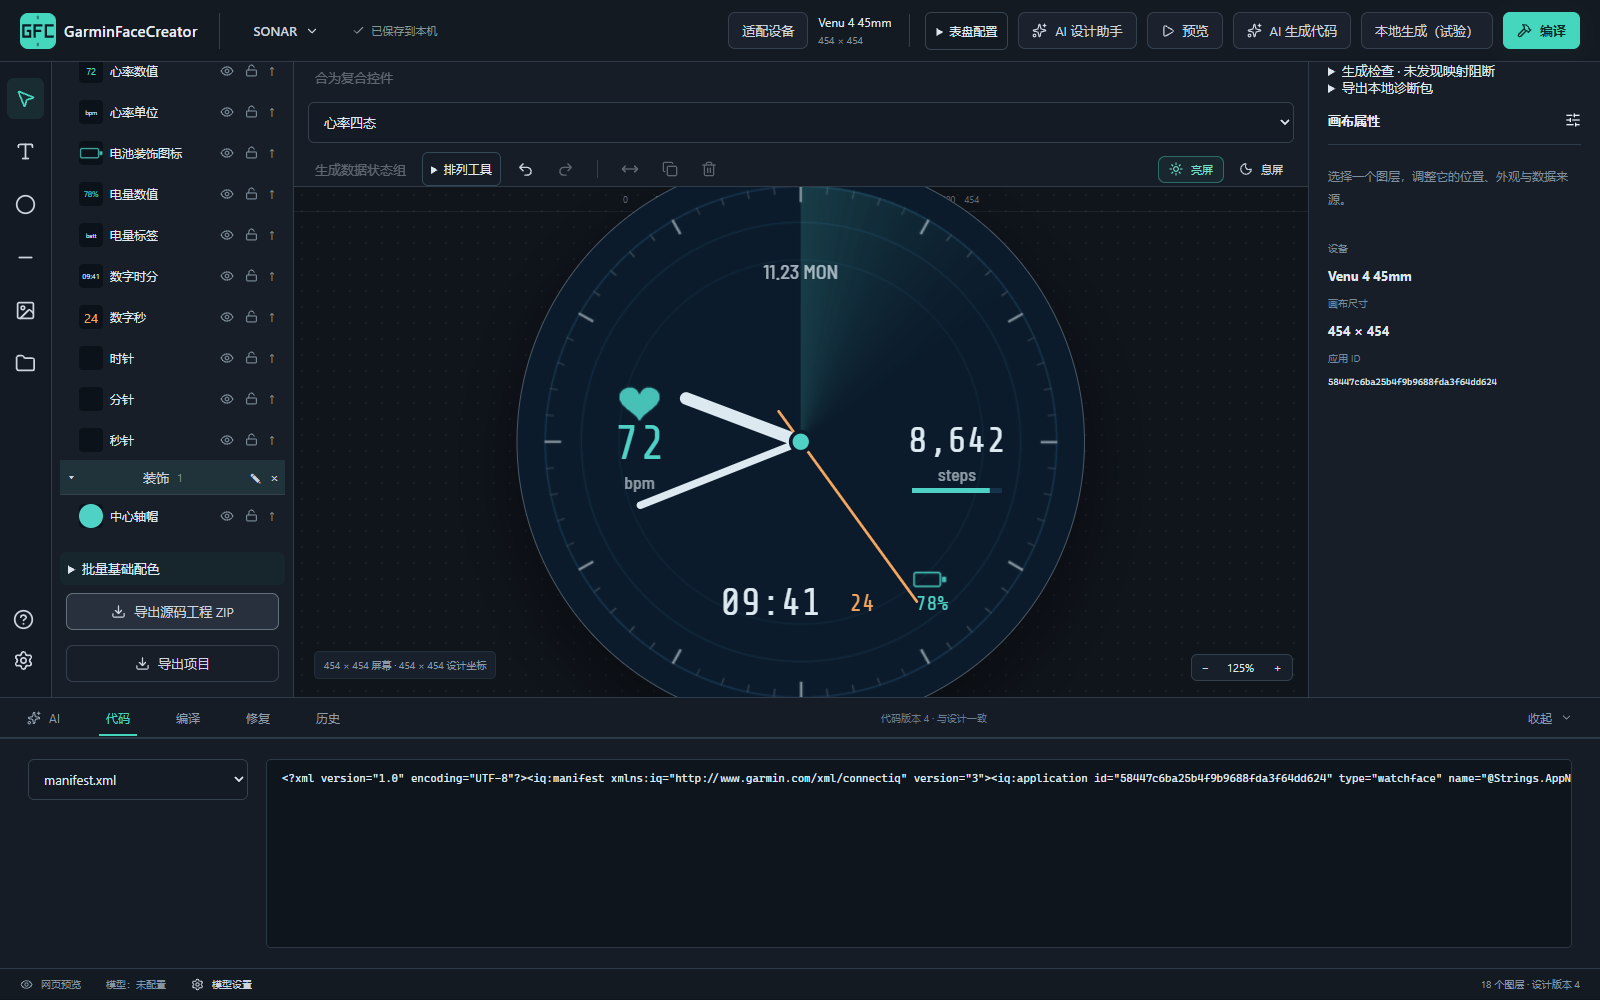 GFC GarminFaceCreator
SONAR
已保存到本机
适配设备
Venu 4 45mm
454 × 454
表盘配置
AI 设计助手
预览
AI 生成代码
本地生成（试验）
编译
72 心率数值 ↑
bpm 心率单位 ↑
电池装饰图标 ↑
78% 电量数值 ↑
batt 电量标签 ↑
09:41 数字时分 ↑
24 数字秒 ↑
时针 ↑
分针 ↑
秒针 ↑
装饰 1 ×
中心轴帽 ↑
批量基础配色
导出源码工程 ZIP
导出项目
合为复合控件
心率四态
生成数据状态组
排列工具
亮屏
息屏
0
454
11.23 MON
72
bpm
8,642
steps
09:41
24
78%
454 × 454 屏幕 · 454 × 454 设计坐标
− 125% +
生成检查 · 未发现映射阻断
导出本地诊断包
画布属性
选择一个图层，调整它的位置、外观与数据来
源。
设备
Venu 4 45mm
画布尺寸
454 × 454
应用 ID
58447c6ba25b4f9b9688fda3f64dd624
AI
代码
编译
修复
历史
代码版本 4 · 与设计一致
收起
manifest.xml
<?xml version="1.0" encoding="UTF-8"?><iq:manifest xmlns:iq="http://www.garmin.com/xml/connectiq" version="3"><iq:application id="58447c6ba25b4f9b9688fda3f64dd624" type="watchface" name="@Strings.AppN
网页预览
模型：未配置
模型设置
18 个图层 · 设计版本 4